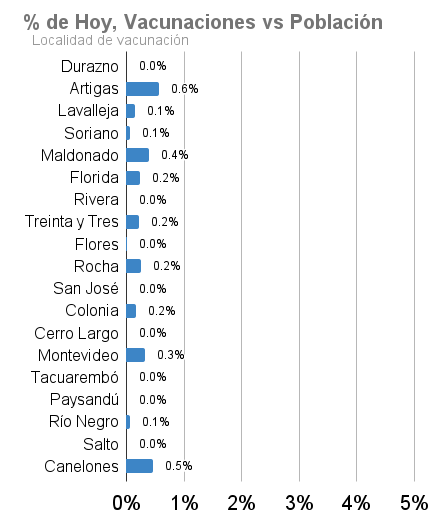 % de Hoy, Vacunaciones vs Población
Localidad de vacunación
Durazno 0.0%
Artigas 0.6%
Lavalleja 0.1%
Soriano 0.1%
Maldonado 0.4%
Florida 0.2%
Rivera 0.0%
Treinta y Tres 0.2%
Flores 0.0%
Rocha 0.2%
San José 0.0%
Colonia 0.2%
Cerro Largo 0.0%
Montevideo 0.3%
Tacuarembó 0.0%
Paysandú 0.0%
Río Negro 0.1%
Salto 0.0%
Canelones 0.5%
0% 1% 2% 3% 4% 5%